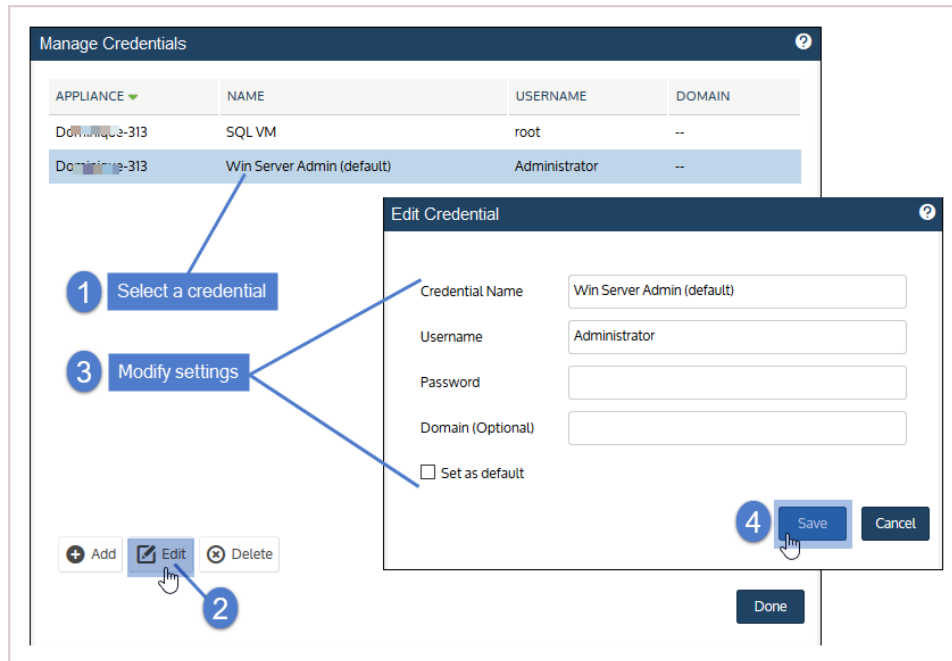 Manage Credentials
APPLIANCE NAME USERNAME DOMAIN
SQL VM root --
Win Server Admin (default) Administrator --
Edit Credential
1 Select a credential
Credential Name Win Server Admin (default)
Username Administrator
3 Modify settings
Password
Domain (Optional)
Set as default
4 Save Cancel
Add Edit Delete
2
Done